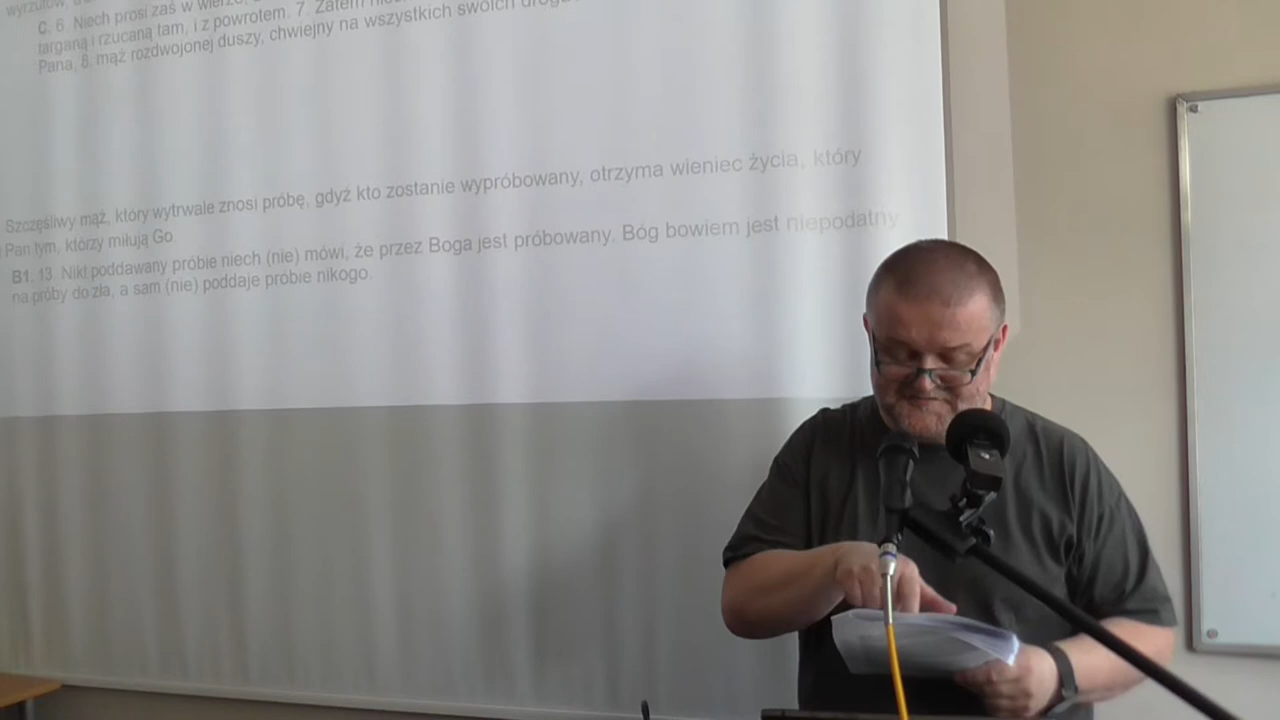 wyrzutów,
C. 6. Niech prosi zaś w wierze,
targaną i rzucaną tam, i z powrotem. 7. Zatem
Pana, 8. mąż rozdwojonej duszy, chwiejny na wszystkich swoich
Szczęśliwy mąż, który wytrwale znosi próbę, gdyż kto zostanie wypróbowany, otrzyma wieniec życia, który
Pan tym, którzy miłują Go.
B1. 13. Nikt poddawany próbie niech (nie) mówi, że przez Boga jest próbowany. Bóg bowiem jest niepodatny
na próby do zła, a sam (nie) poddaje próbie nikogo.